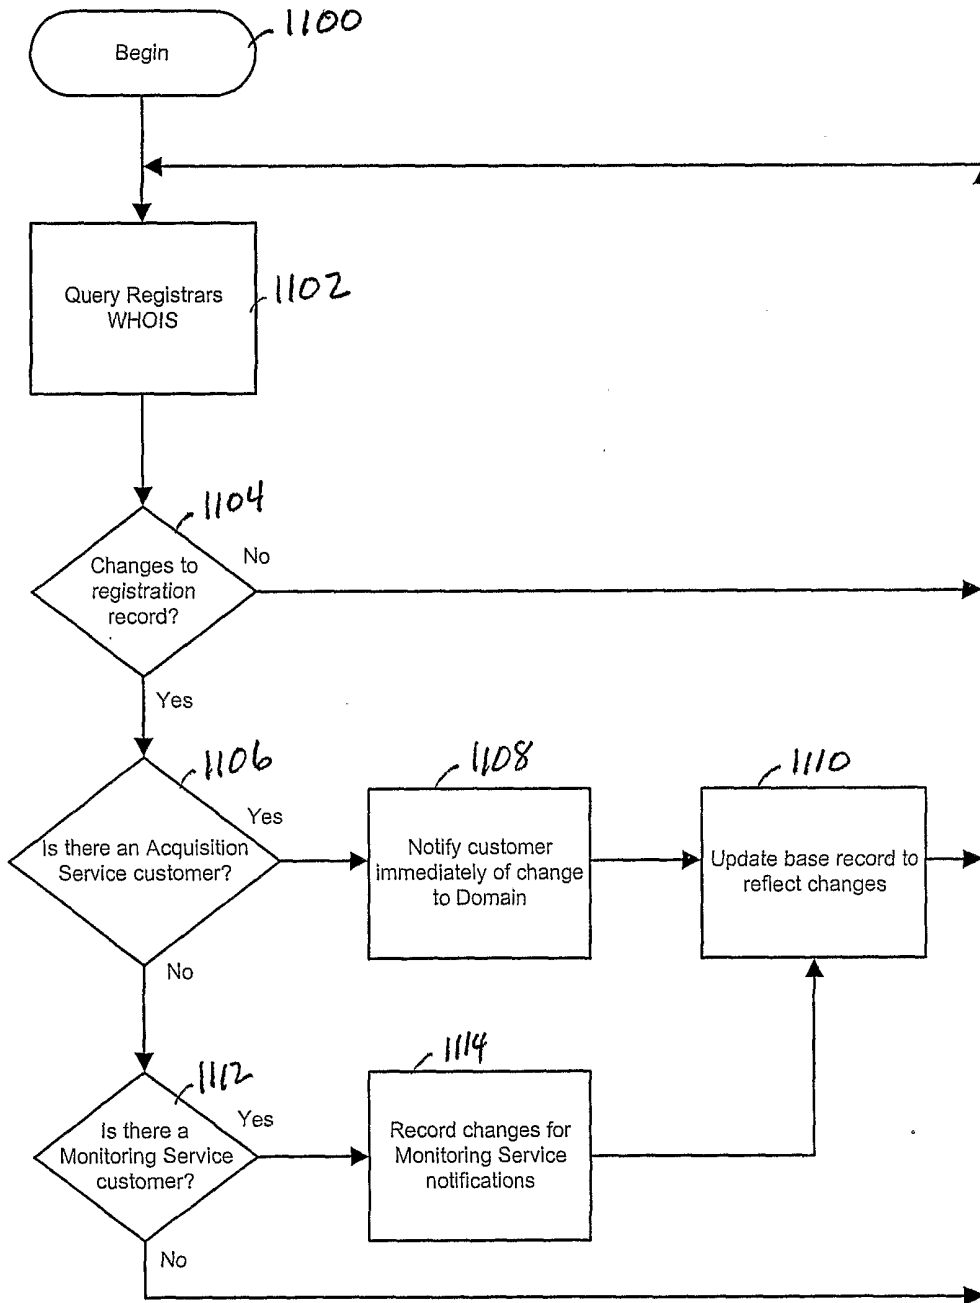 1100
Begin
Query Registrars
WHOIS
1102
1104
Changes to
registration
record?
No
Yes
1106
Is there an Acquisition
Service customer?
Yes
No
1108
Notify customer
immediately of change
to Domain
1110
Update base record to
reflect changes
1112
Is there a
Monitoring Service
customer?
Yes
No
1114
Record changes for
Monitoring Service
notifications